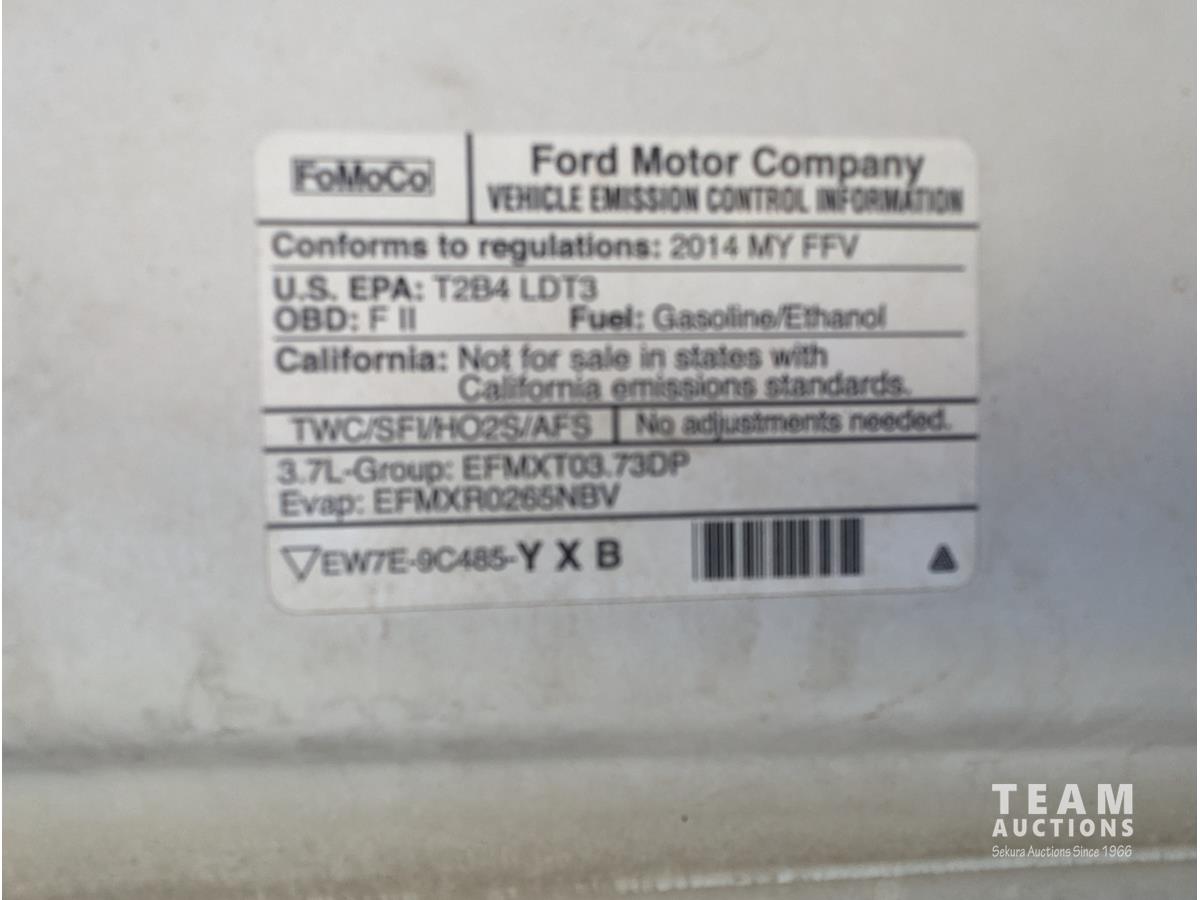 FoMoCo
Ford Motor Company
VEHICLE EMISSION CONTROL INFORMATION
Conforms to regulations: 2014 MY FFV
U.S. EPA: T2B4 LDT3
OBD: F II Fuel: Gasoline/Ethanol
California: Not for sale in states with
California emissions standards.
TWC/SFI/HO2S/AFS No adjustments needed.
3.7L-Group: EFMXT03.73DP
Evap: EFMXR0265NBV
EW7E-9C485-Y X B
TEAM
AUCTIONS
Sekura Auctions Since 1966